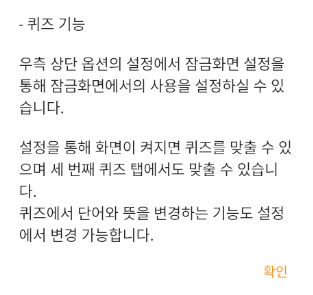 - 퀴즈 기능
우측 상단 옵션의 설정에서 잠금화면 설정을
통해 잠금화면에서의 사용을 설정하실 수 있
습니다.
설정을 통해 화면이 켜지면 퀴즈를 맞출 수 있
으며 세 번째 퀴즈 탭에서도 맞출 수 있습니
다.
퀴즈에서 단어와 뜻을 변경하는 기능도 설정
에서 변경 가능합니다.
확인